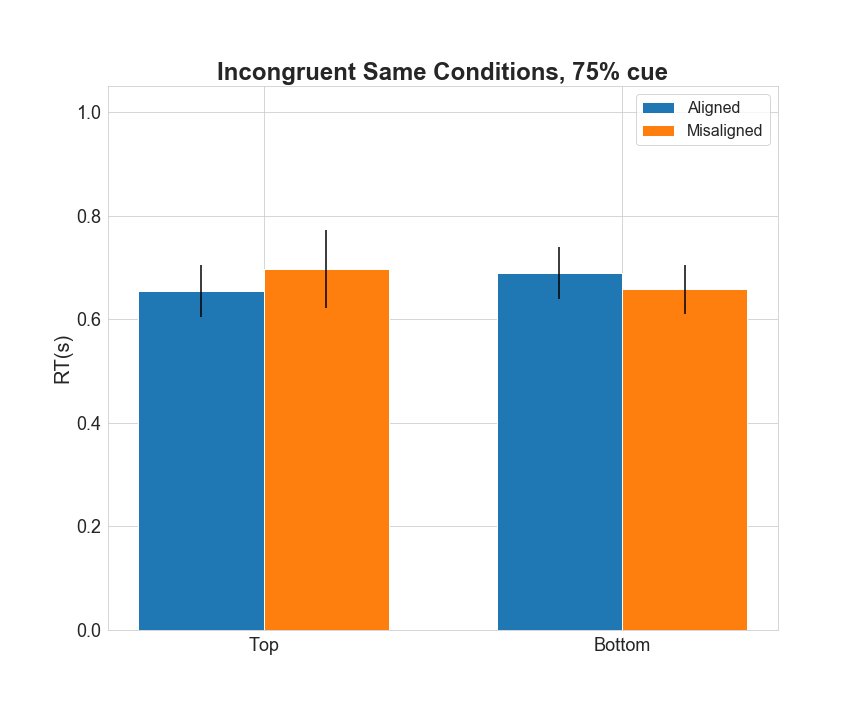 Incongruent Same Conditions, 75% cue
Aligned
Misaligned
1.0
0.8
0.6
0.4
0.2
0.0
RT(s)
Top
Bottom